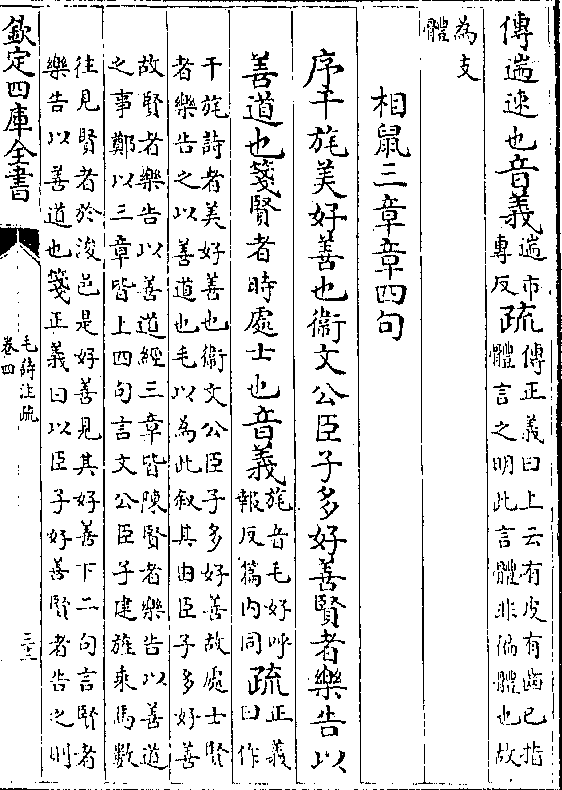 傳遄速也音義遄市專反疏傳正義曰上云有皮有齒已指體言之明此言體非偏體也故
為支體
相鼠三章章四句
序干旄美好善也衞文公臣子多好善賢者樂告以
善道也箋賢者時處士也音義旄音毛好呼報反篇内同疏正義曰作
干旄詩者美好善也衞文公臣子多好善故處士賢
者樂告之以善道也毛以為此叙其由臣子多好善
故賢者樂告以善道經三章皆陳賢者樂告以善道
之事鄭以三章皆上四句言文公臣子建旌乘馬數
往見賢者於浚邑是好善見其好善下二句言賢者
樂告以善道也箋正義曰以臣子好善賢者告之則
欽定四庫全書
毛詩注疏
卷四